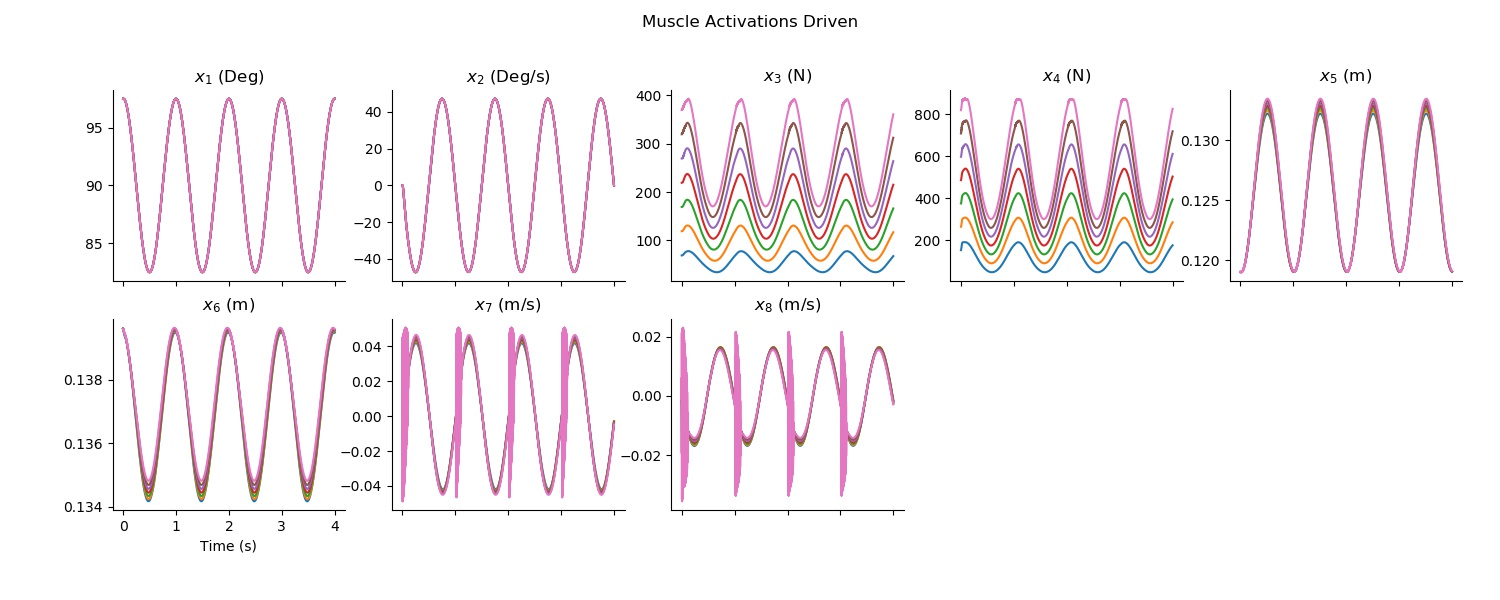 Muscle Activations Driven
x₁ (Deg)
95
90
85
x₂ (Deg/s)
40
20
0
−20
−40
x₃ (N)
400
300
200
100
x₄ (N)
800
600
400
200
x₅ (m)
0.130
0.125
0.120
x₆ (m)
0.138
0.136
0.134
0 1 2 3 4
Time (s)
x₇ (m/s)
0.04
0.02
0.00
−0.02
−0.04
x₈ (m/s)
0.02
0.00
−0.02